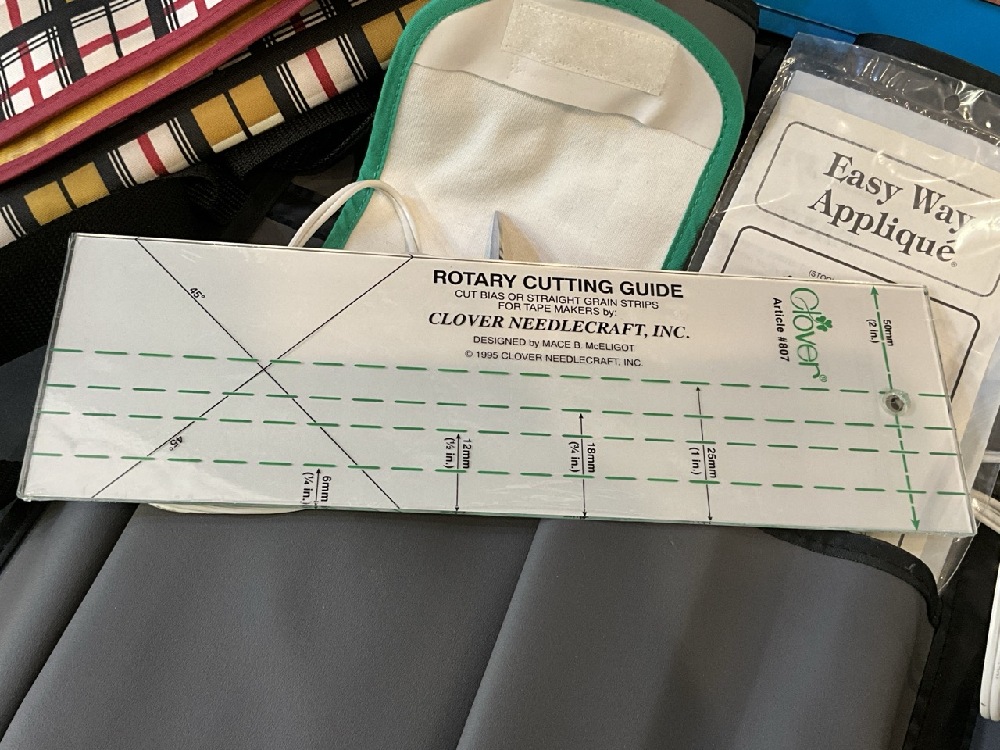 Easy Way
Appliqué®
ROTARY CUTTING GUIDE
CUT BIAS OR STRAIGHT GRAIN STRIPS
FOR TAPE MAKERS by:
CLOVER NEEDLECRAFT, INC.
DESIGNED by MACE B. McELIGOT
© 1995 CLOVER NEEDLECRAFT, INC.
Clover®
Article #807
50mm
(2 in.)
45°
45°
6mm
(¼ in.)
12mm
(½ in.)
18mm
(¾ in.)
25mm
(1 in.)